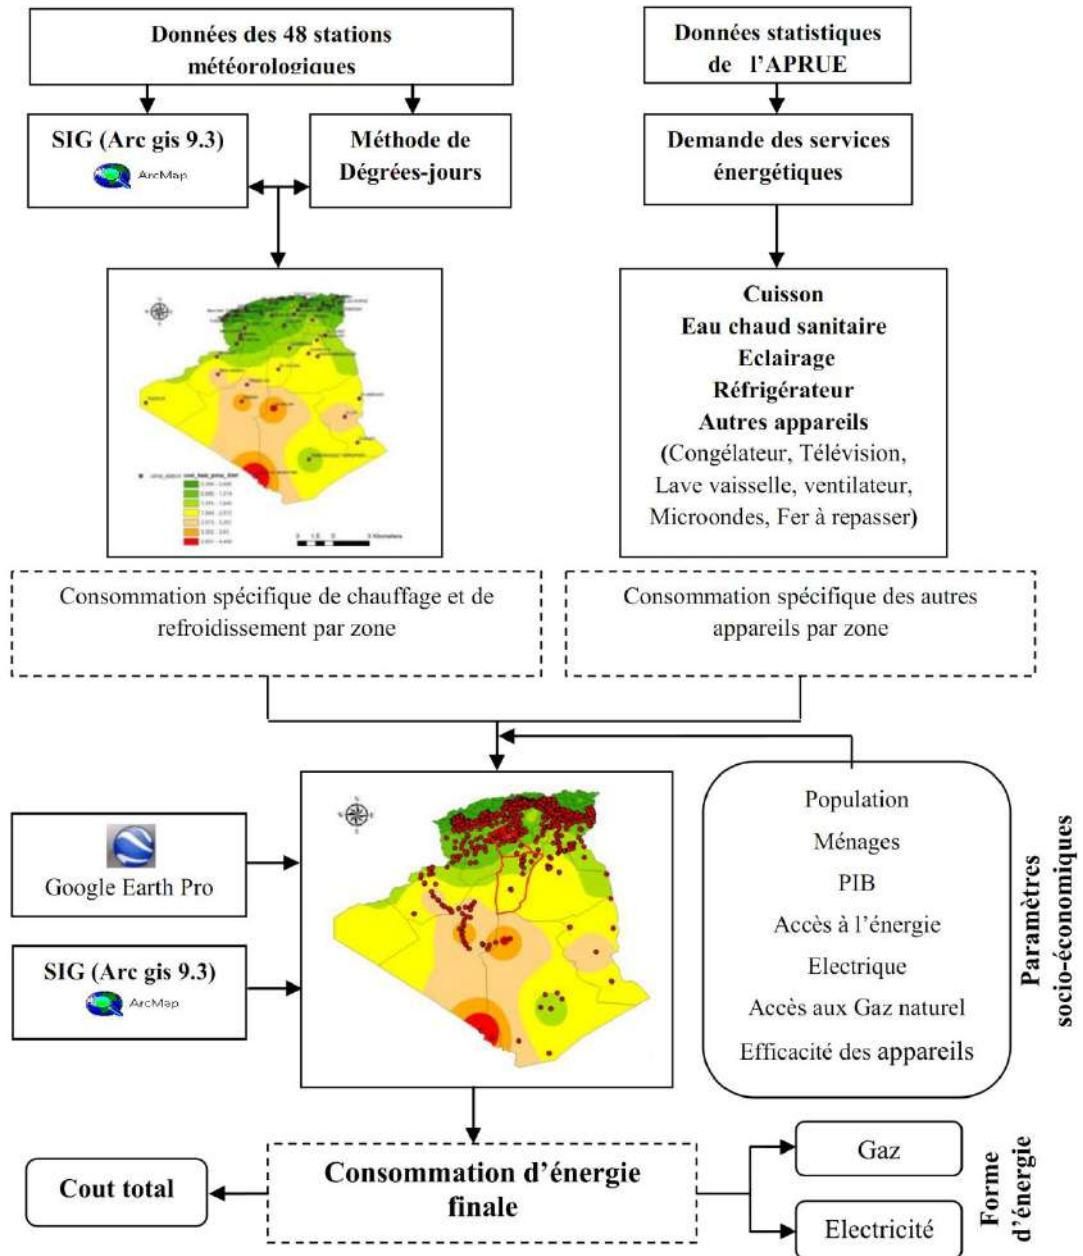 Données des 48 stations
météorologiques
Données statistiques
de l'APRUE
SIG (Arc gis 9.3)
ArcMap
Méthode de
Dégrées-jours
Demande des services
énergétiques
Cuisson
Eau chaud sanitaire
Eclairage
Réfrigérateur
Autres appareils
(Congélateur, Télévision,
Lave vaisselle, ventilateur,
Microondes, Fer à repasser)
Consommation spécifique de chauffage et de
refroidissement par zone
Consommation spécifique des autres
appareils par zone
Google Earth Pro
SIG (Arc gis 9.3)
ArcMap
Population
Ménages
PIB
Accès à l'énergie
Electrique
Accès aux Gaz naturel
Efficacité des appareils
Paramètres
socio-économiques
Cout total
Consommation d'énergie
finale
Gaz
Electricité
Forme
d'énergie